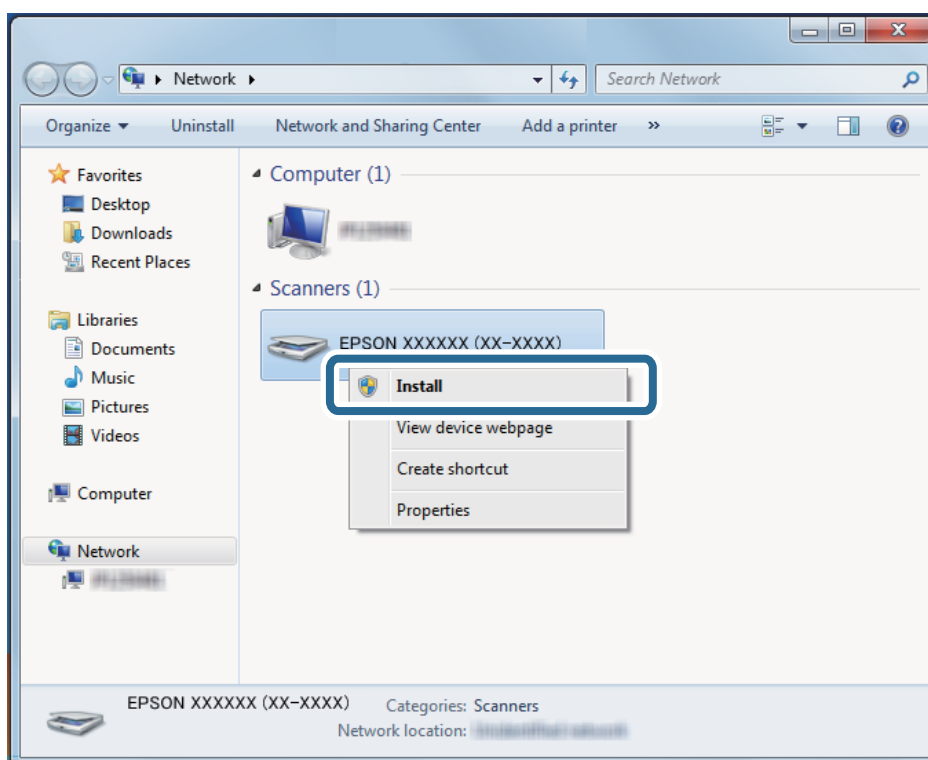 Network
Search Network
Organize Uninstall Network and Sharing Center Add a printer »
Favorites
Desktop
Downloads
Recent Places
Libraries
Documents
Music
Pictures
Videos
Computer
Network
Computer (1)
Scanners (1)
EPSON XXXXXX (XX-XXXX)
Install
View device webpage
Create shortcut
Properties
EPSON XXXXXX (XX-XXXX) Categories: Scanners
Network location: